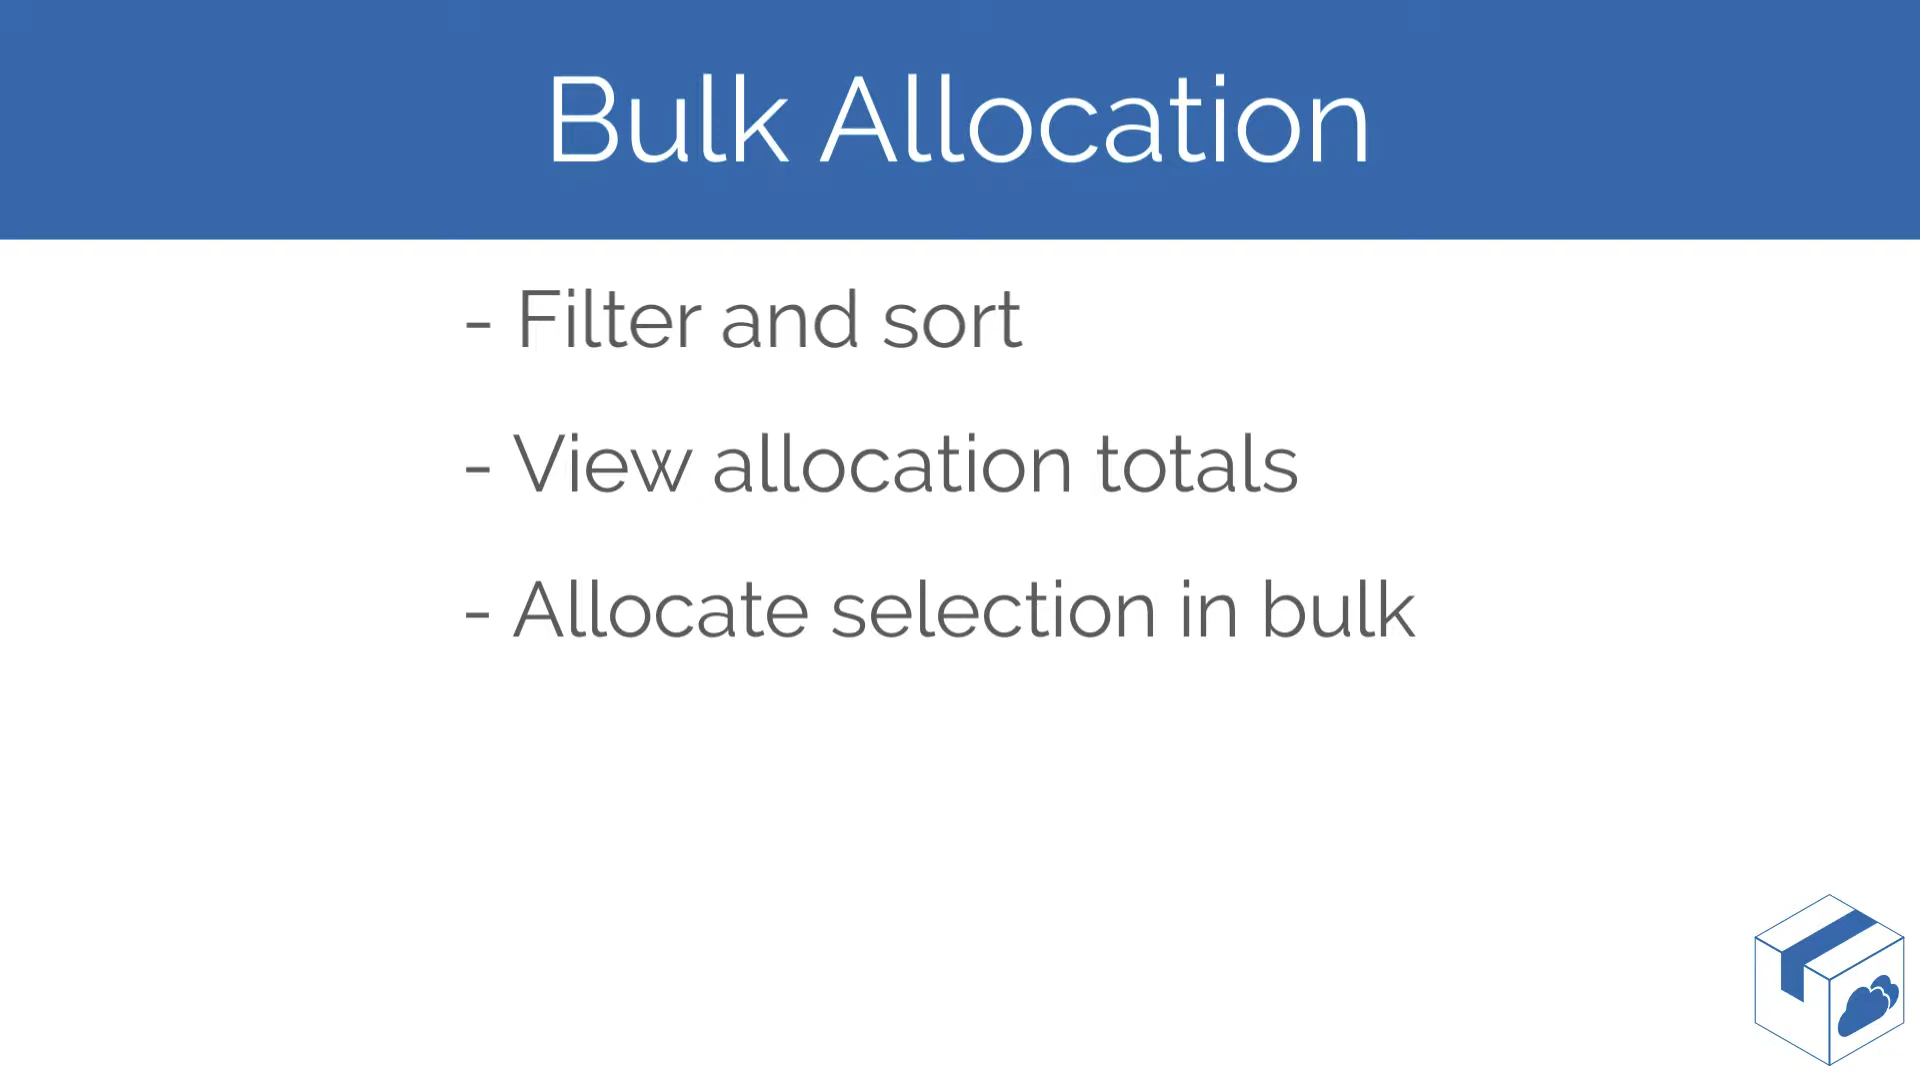 Bulk Allocation
- Filter and sort
- View allocation totals
- Allocate selection in bulk